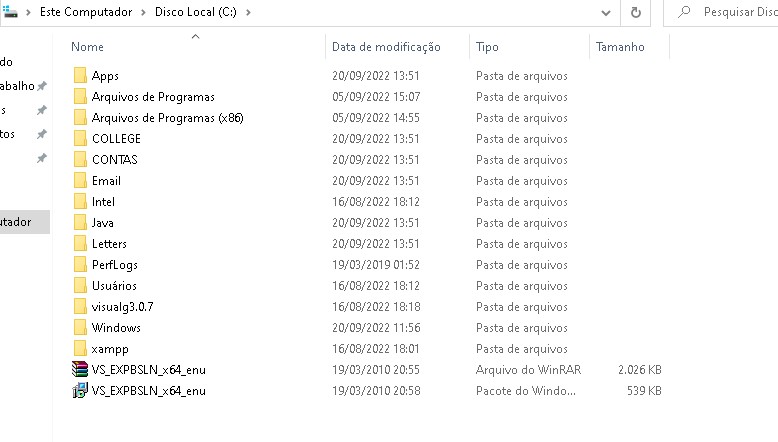 Este Computador > Disco Local (C:) >
Pesquisar Disc
Nome Data de modificação Tipo Tamanho
do
abalho
s
tos
utador
Apps 20/09/2022 13:51 Pasta de arquivos
Arquivos de Programas 05/09/2022 15:07 Pasta de arquivos
Arquivos de Programas (x86) 05/09/2022 14:55 Pasta de arquivos
COLLEGE 20/09/2022 13:51 Pasta de arquivos
CONTAS 20/09/2022 13:51 Pasta de arquivos
Email 20/09/2022 13:51 Pasta de arquivos
Intel 16/08/2022 18:12 Pasta de arquivos
Java 20/09/2022 13:51 Pasta de arquivos
Letters 20/09/2022 13:51 Pasta de arquivos
PerfLogs 19/03/2019 01:52 Pasta de arquivos
Usuários 16/08/2022 18:12 Pasta de arquivos
visualg3.0.7 16/08/2022 18:18 Pasta de arquivos
Windows 20/09/2022 11:56 Pasta de arquivos
xampp 16/08/2022 18:01 Pasta de arquivos
VS_EXPBSLN_x64_enu 19/03/2010 20:55 Arquivo do WinRAR 2.026 KB
VS_EXPBSLN_x64_enu 19/03/2010 20:58 Pacote do Windo... 539 KB